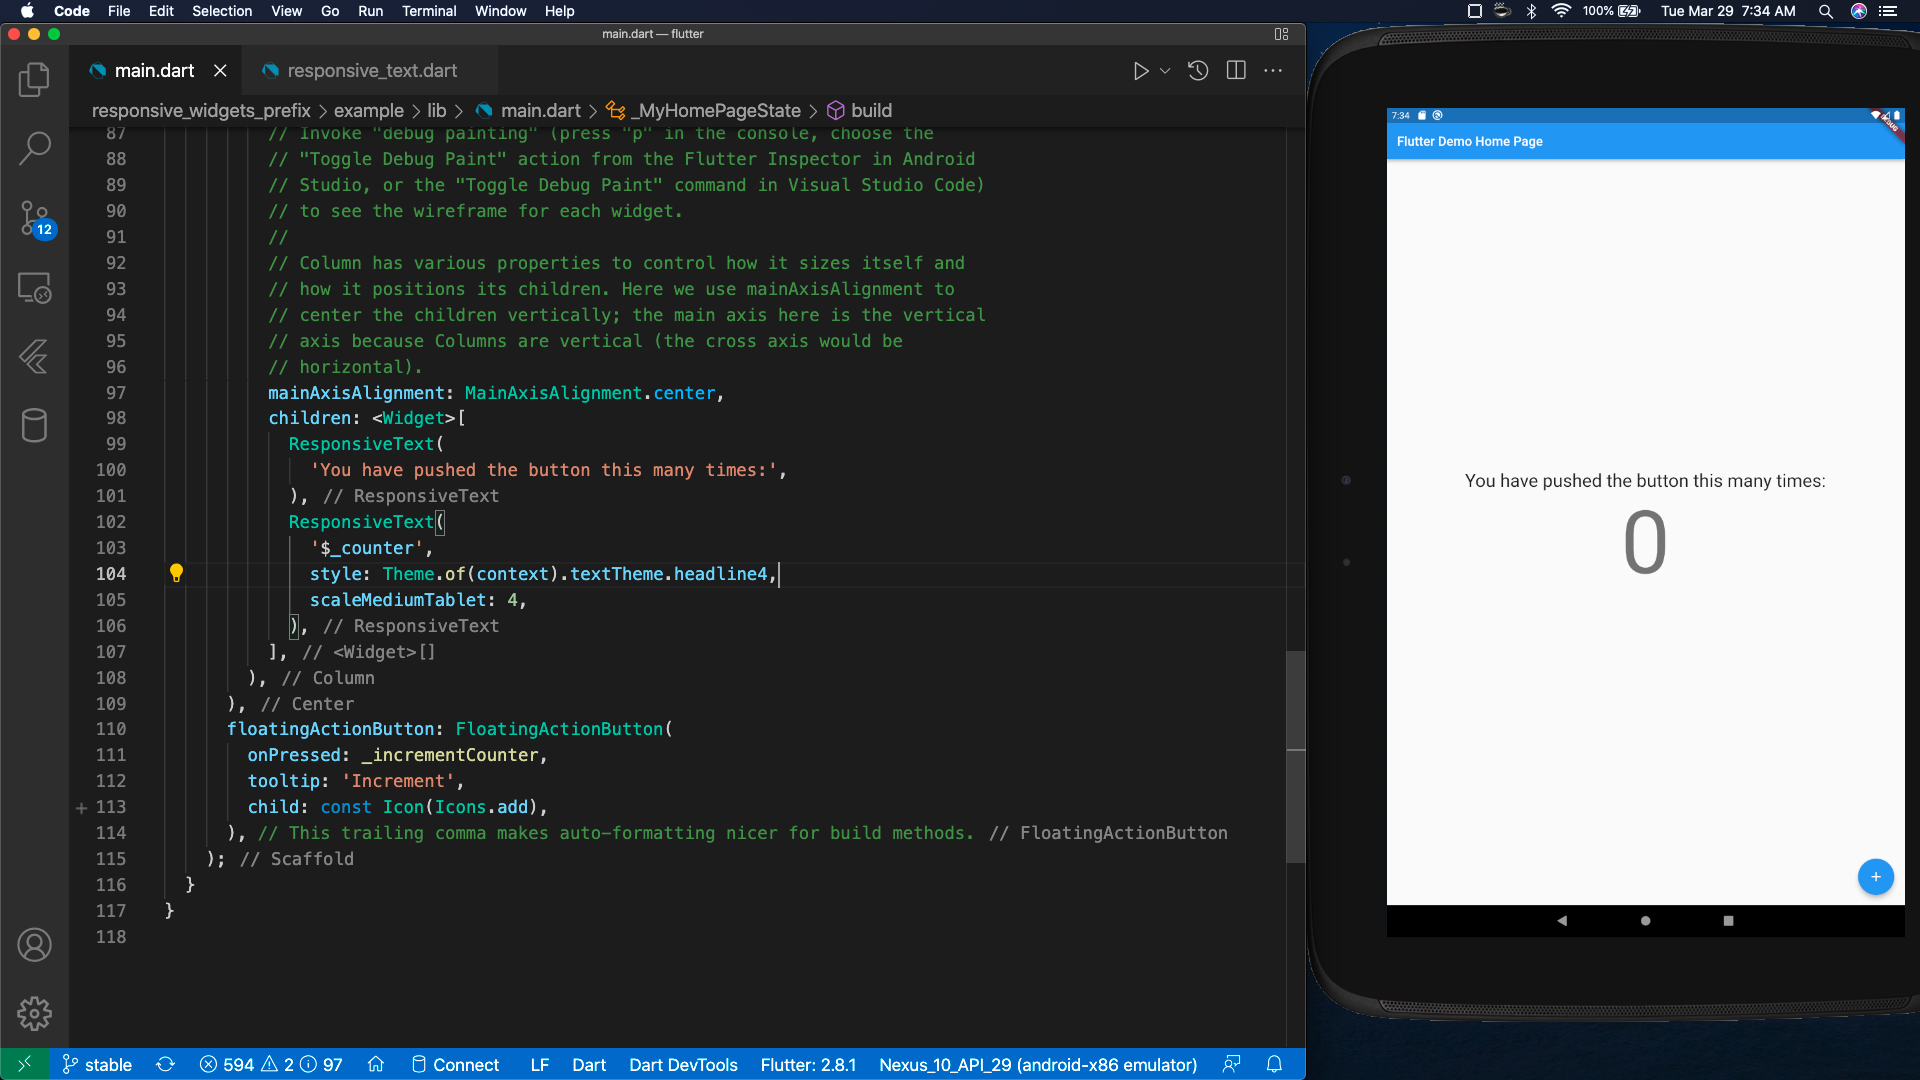 Code File Edit Selection View Go Run Terminal Window Help 100% Tue Mar 29 7:34 AM
main.dart — flutter
main.dart responsive_text.dart
responsive_widgets_prefix > example > lib > main.dart > _MyHomePageState > build
87 // Invoke "debug painting" (press "p" in the console, choose the
88 // "Toggle Debug Paint" action from the Flutter Inspector in Android
89 // Studio, or the "Toggle Debug Paint" command in Visual Studio Code)
90 // to see the wireframe for each widget.
91 //
92 // Column has various properties to control how it sizes itself and
93 // how it positions its children. Here we use mainAxisAlignment to
94 // center the children vertically; the main axis here is the vertical
95 // axis because Columns are vertical (the cross axis would be
96 // horizontal).
97 mainAxisAlignment: MainAxisAlignment.center,
98 children: <Widget>[
99 ResponsiveText(
100 'You have pushed the button this many times:',
101 ), // ResponsiveText
102 ResponsiveText(
103 '$_counter',
104 style: Theme.of(context).textTheme.headline4,
105 scaleMediumTablet: 4,
106 ), // ResponsiveText
107 ], // <Widget>[]
108 ), // Column
109 ), // Center
110 floatingActionButton: FloatingActionButton(
111 onPressed: _incrementCounter,
112 tooltip: 'Increment',
113 child: const Icon(Icons.add),
114 ), // This trailing comma makes auto-formatting nicer for build methods. // FloatingActionButton
115 ); // Scaffold
116 }
117 }
118
12
stable 594 2 97 Connect LF Dart Dart DevTools Flutter: 2.8.1 Nexus_10_API_29 (android-x86 emulator)
7:34
DEBUG
Flutter Demo Home Page
You have pushed the button this many times:
0
+